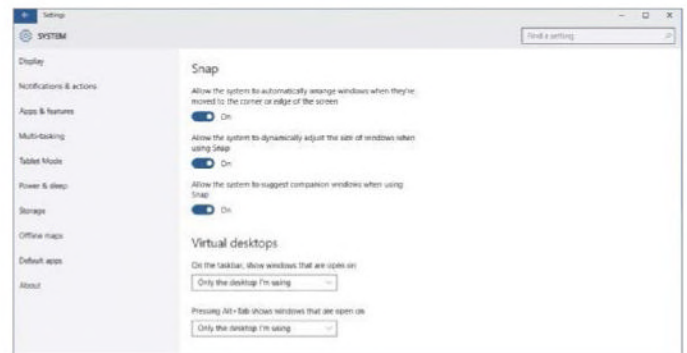 Settings
SYSTEM
Find a setting
Display
Notifications & actions
Apps & features
Multi-tasking
Tablet Mode
Power & sleep
Storage
Offline maps
Default apps
About
Snap
Allow the system to automatically arrange windows when they're
moved to the corner or edge of the screen
On
Allow the system to dynamically adjust the size of windows when
using Snap
On
Allow the system to suggest companion windows when using
Snap
On
Virtual desktops
On the taskbar, show windows that are open on
Only the desktop I'm using
Pressing Alt+Tab shows windows that are open on
Only the desktop I'm using